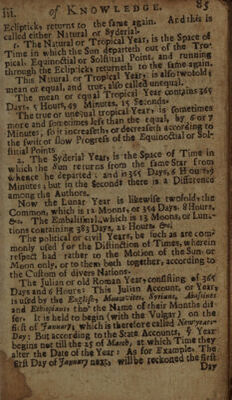 iii. of KNOWLEDGE. 85
Ecliptick, returns to the same again. And this is
called either Natural or Syderial.
1. The Natural or Tropical Year, is the Space of
Time in which the Sun departeth out of the Tro-
pical, Equinoctial or Solstitial Point, and running
through the Ecliptick returneth to the same again.
This Natural or Tropical Year, is also twofold;
mean or equal, and true, also called unequal.
The mean or equal Tropical Year contains 365
Days, 5 Hours, 49 Minutes, 15 Seconds.
The true or unequal tropical Year, is sometimes
more and sometimes less than the equal, by 6 or 7
Minutes; so it increaseth, or decreaseth according to
the swift or slow Progress of the Equinoctial or Sol-
stitial Points
2. The Syderial Year, is the Space of Time in
which the Sun returns from the same Star from
whence he departed: and is 365 Days, 6 Hours, 9
Minutes; but in the Seconds there is a Difference
among the Authors.
Now the Lunar Year is likewise twofold, the
Common, which is 12 Moons, or 354 Days, 8 Hours,
&c. The Embalismal, which is 13 Moons, or Luna-
tions containing 383 Days, 21 Hours &c.
The political or civil Years, be such as are com-
monly used for the Distinction of Times, wherein
respect had rather to the Motion of the Sun or
Moon only, or to them both together, according to
the Custom of divers Nations.
The Julian or old Roman Year, consisting of 365
Days and 6 Hours: This Julian Account, or Year,
is used by the English, Muscovites, Syrians, Abissines
and Ethiopians tho' the Name of their Months dif-
fer. It is held to begin (with the Vulgar) on the
first of January, which is therefore called New-years-
Day: But according to the State Accounts, ye Year
begins not till the 25 of March, at which Time they
alter the Date of the Year: As for Example. The
first Day of January next, will be reckoned the first
Day